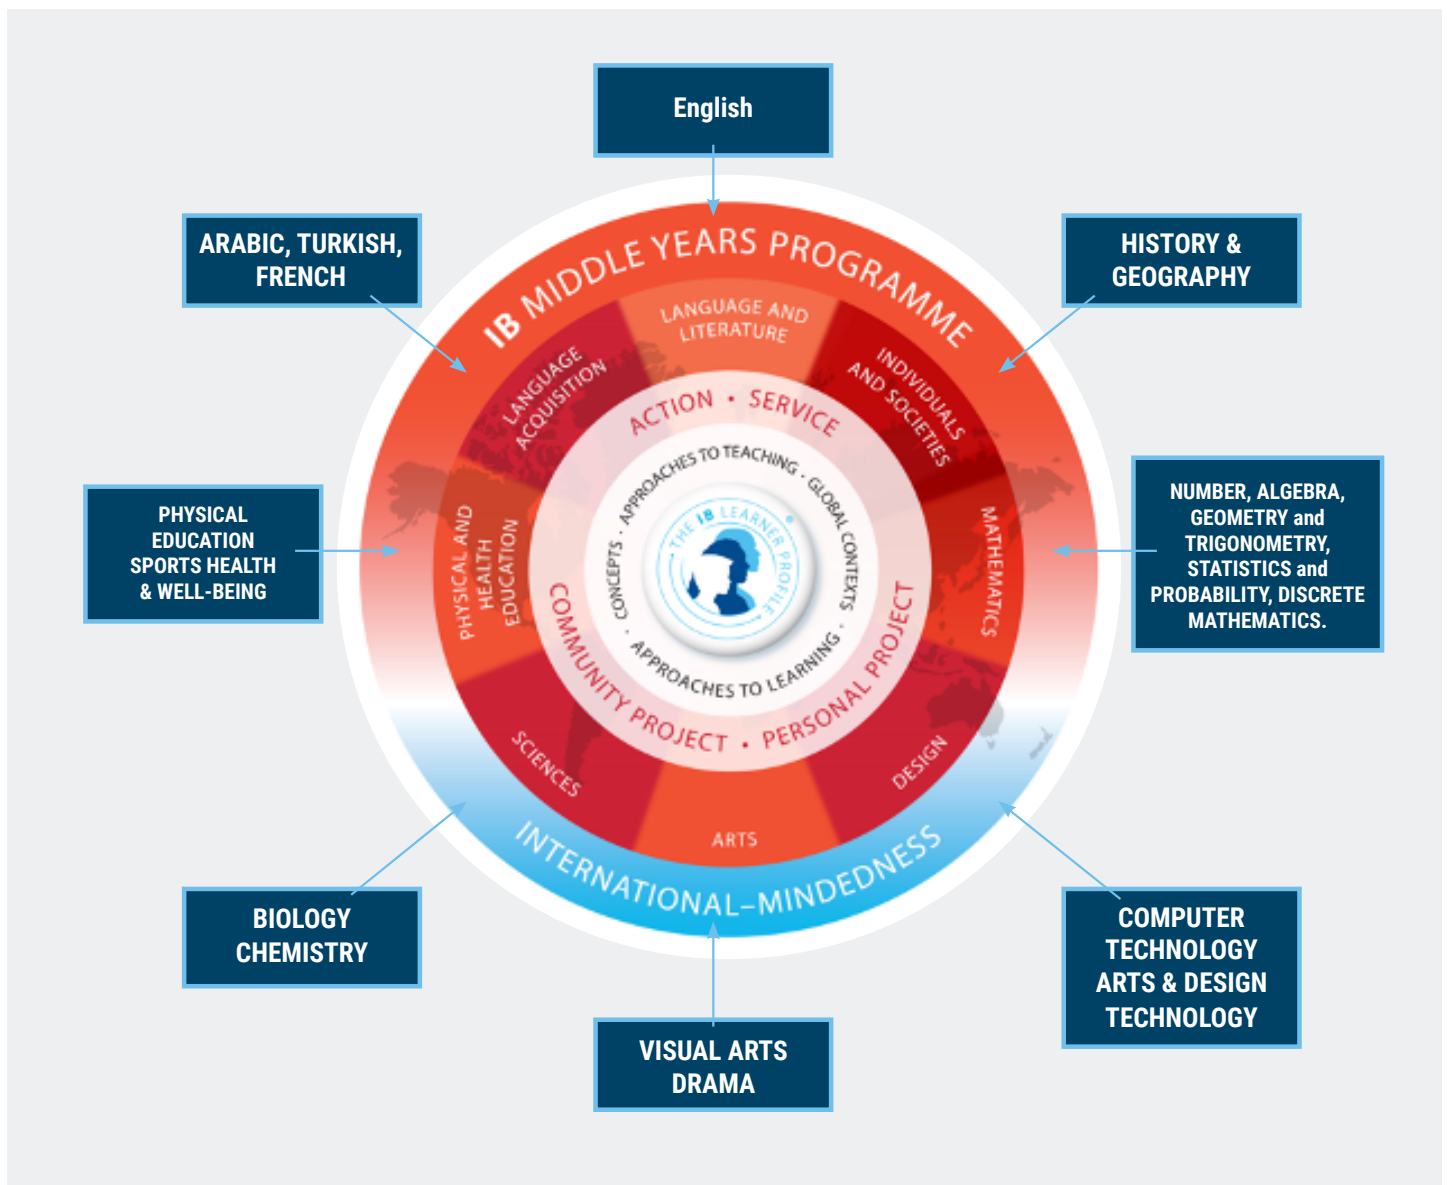 English
ARABIC, TURKISH,
FRENCH
HISTORY &
GEOGRAPHY
IB MIDDLE YEARS PROGRAMME
LANGUAGE AND
LITERATURE
LANGUAGE
ACQUISITION
INDIVIDUALS
AND SOCIETIES
ACTION • SERVICE
APPROACHES TO TEACHING · GLOBAL CONTEXTS ·
APPROACHES TO LEARNING · CONCEPTS ·
THE IB LEARNER PROFILE
®
PHYSICAL
EDUCATION
SPORTS HEALTH
& WELL-BEING
PHYSICAL AND
HEALTH
EDUCATION
MATHEMATICS
NUMBER, ALGEBRA,
GEOMETRY and
TRIGONOMETRY,
STATISTICS and
PROBABILITY, DISCRETE
MATHEMATICS.
COMMUNITY PROJECT • PERSONAL PROJECT
SCIENCES
ARTS
DESIGN
INTERNATIONAL–MINDEDNESS
BIOLOGY
CHEMISTRY
COMPUTER
TECHNOLOGY
ARTS & DESIGN
TECHNOLOGY
VISUAL ARTS
DRAMA